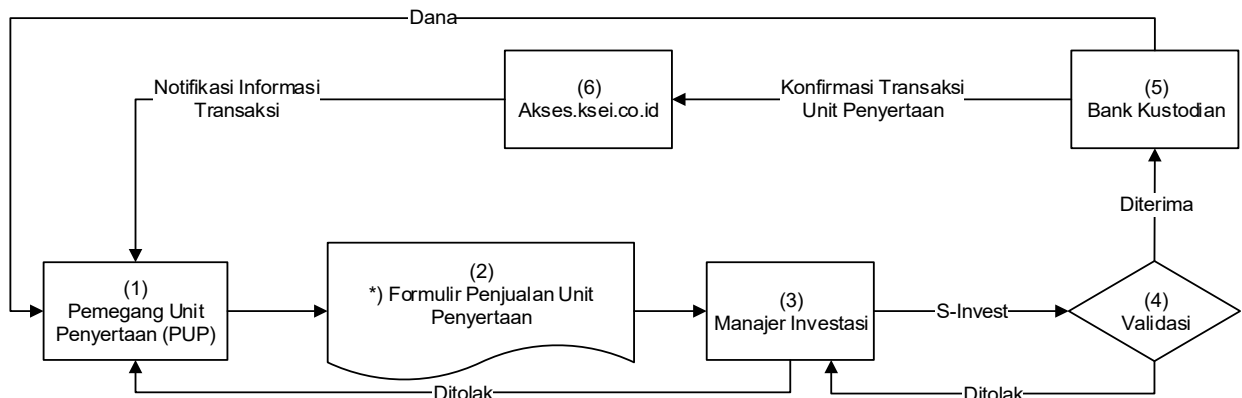 Dana
Notifikasi Informasi
Transaksi
(6)
Akses.ksei.co.id
Konfirmasi Transaksi
Unit Penyertaan
(5)
Bank Kustodian
Diterima
(1)
Pemegang Unit
Penyertaan (PUP)
(2)
*) Formulir Penjualan Unit
Penyertaan
(3)
Manajer Investasi
S-Invest
(4)
Validasi
Ditolak
Ditolak